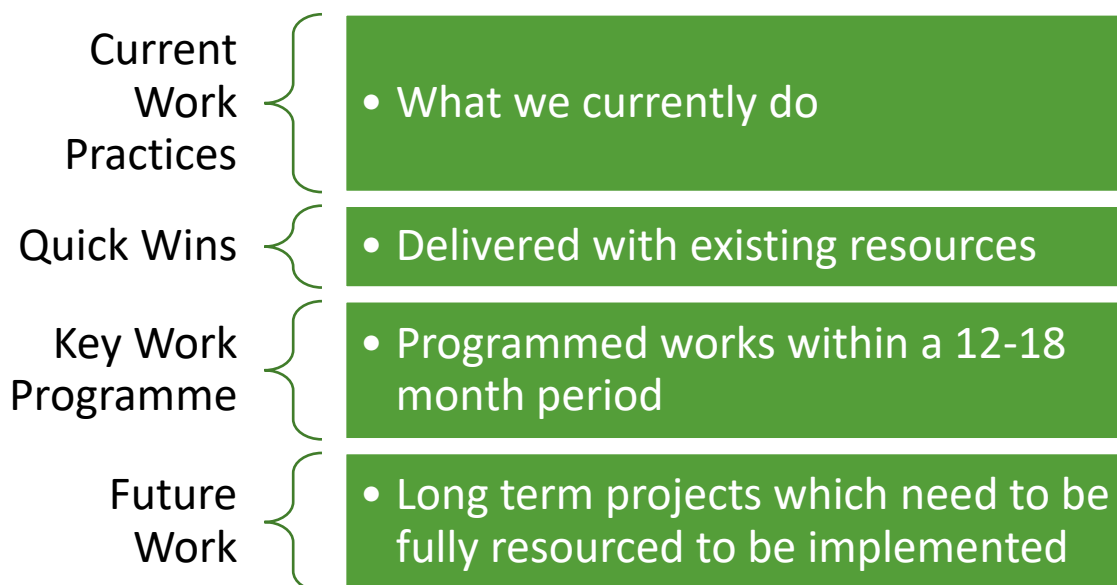 Current
Work
Practices
• What we currently do
Quick Wins
• Delivered with existing resources
Key Work
Programme
• Programmed works within a 12-18
month period
Future
Work
• Long term projects which need to be
fully resourced to be implemented